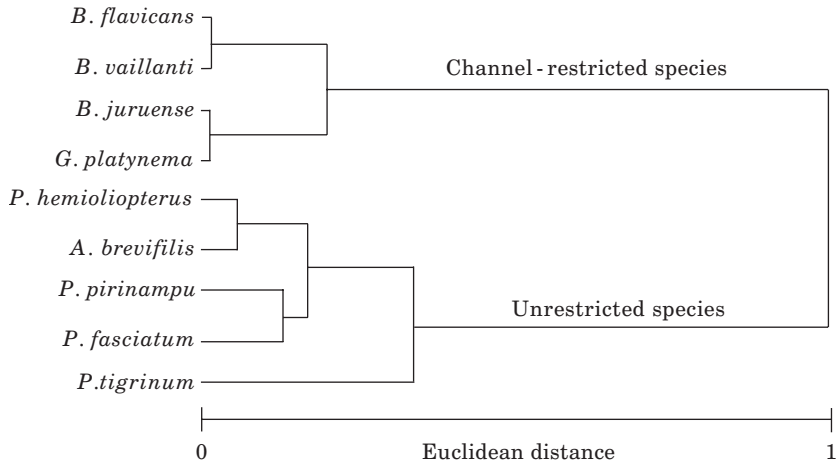 B. flavicans
Channel-restricted species
B. vaillanti
B. juruense
G. platynema
P. hemioliopterus
A. brevifilis
P. pirinampu
Unrestricted species
P. fasciatum
P.tigrinum
0 Euclidean distance 1